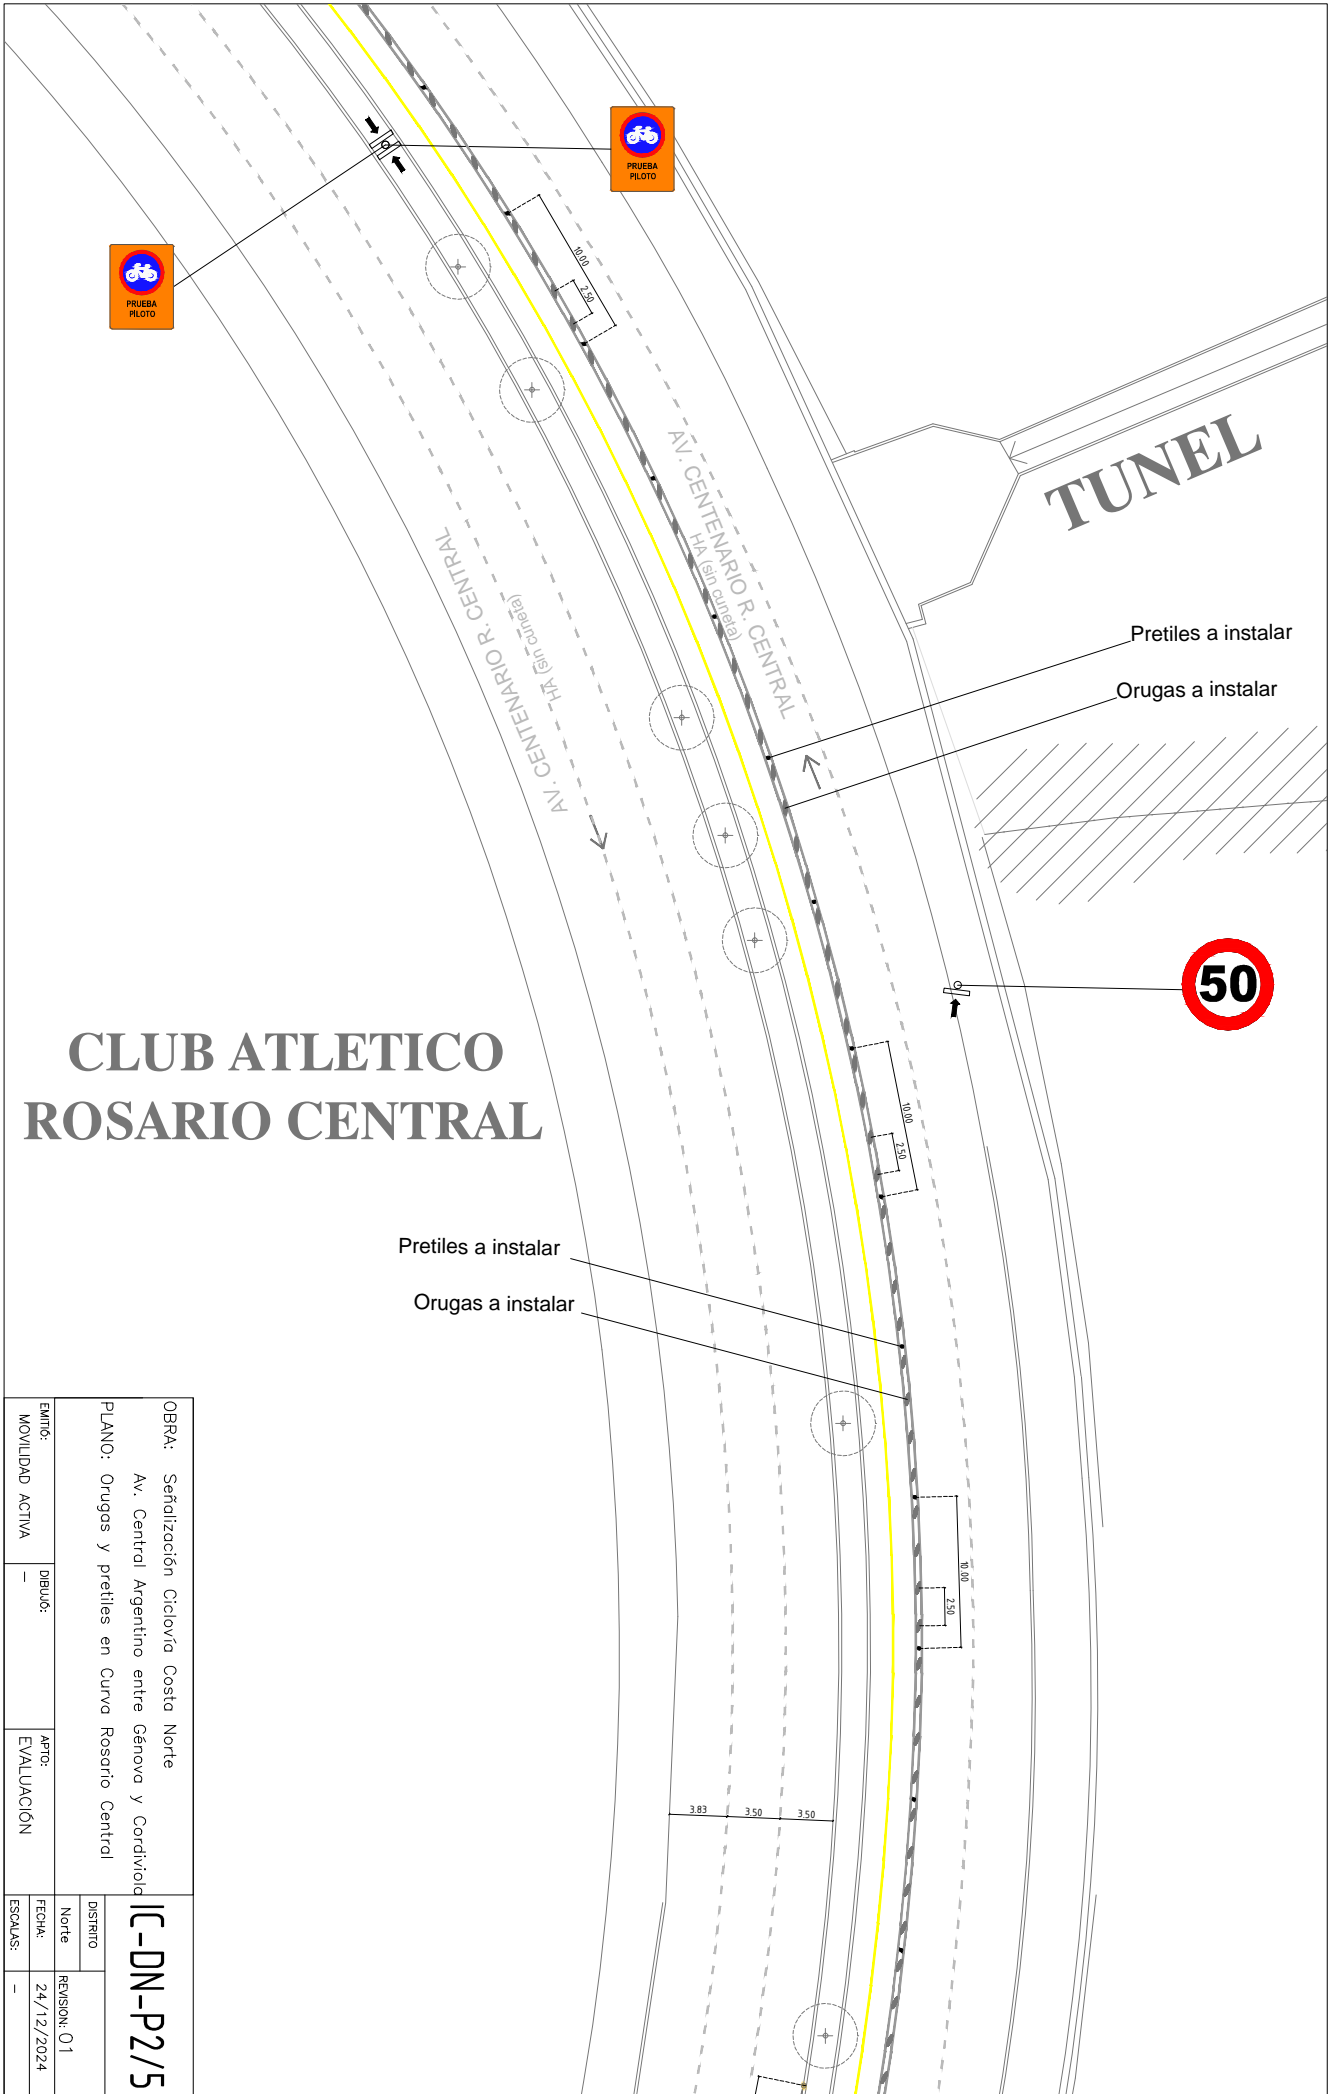 PRUEBA
PILOTO
PRUEBA
PILOTO
10.00
2.50
TUNEL
AV. CENTENARIO R. CENTRAL
HA (sin cuneta)
AV. CENTENARIO R. CENTRAL
HA (sin cuneta)
Pretiles a instalar
Orugas a instalar
50
CLUB ATLETICO
ROSARIO CENTRAL
10.00
2.50
Pretiles a instalar
Orugas a instalar
10.00
2.50
3.83
3.50
3.50
OBRA: Señalización Ciclovía Costa Norte
Av. Central Argentino entre Génova y Cordiviola
PLANO: Orugas y pretiles en Curva Rosario Central
EMITIÓ:
MOVILIDAD ACTIVA
DIBUJÓ:
—
APTO:
EVALUACIÓN
IC-DN-P2/5
DISTRITO
Norte
REVISION: 01
FECHA:
24/12/2024
ESCALAS:
—